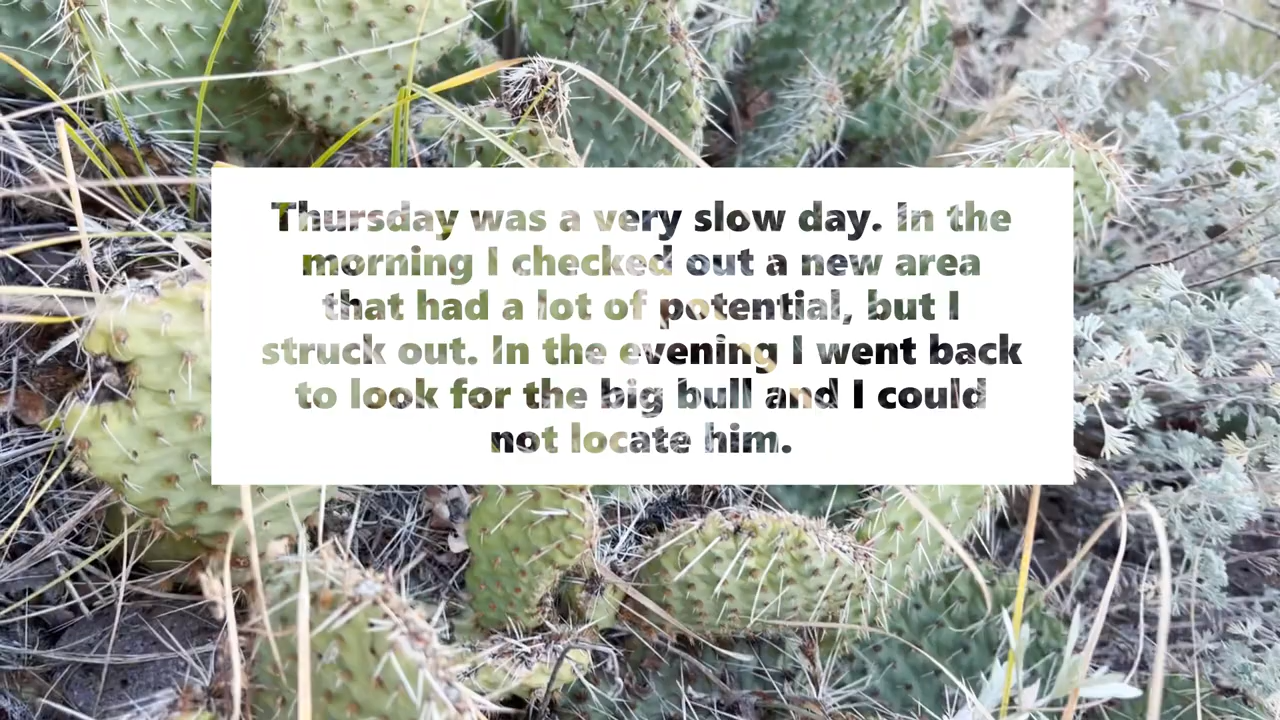 Thursday was a very slow day. In the
morning I checked out a new area
that had a lot of potential, but I
struck out. In the evening I went back
to look for the big bull and I could
not locate him.